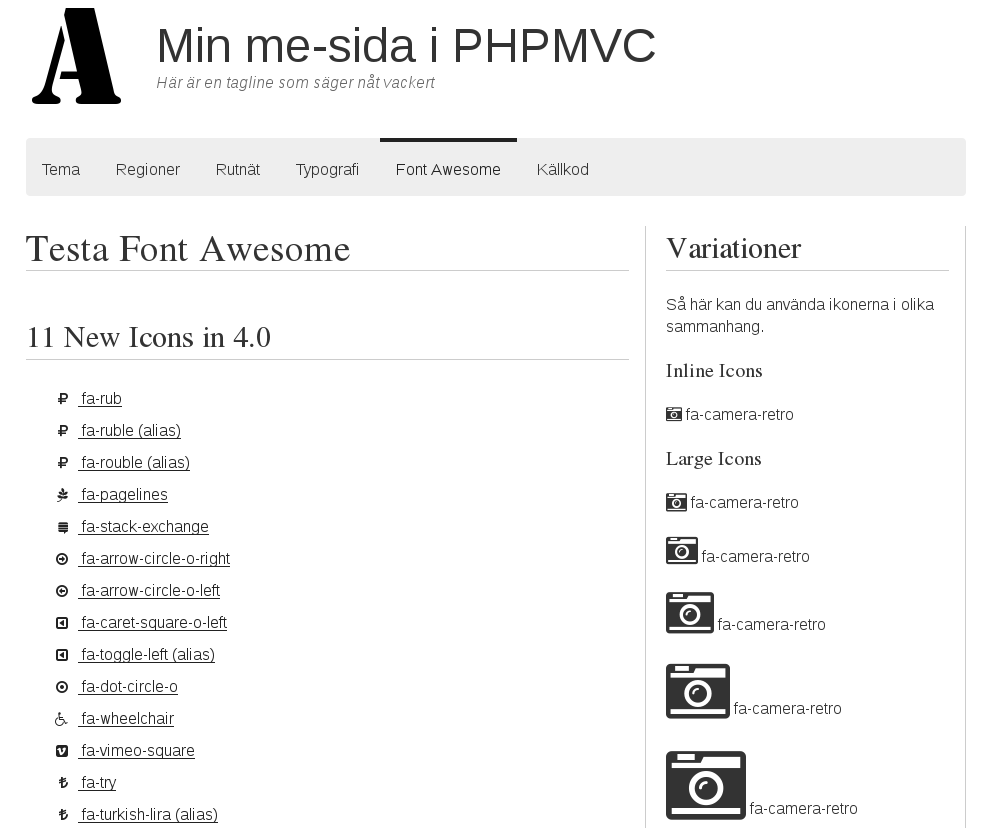 A
Min me-sida i PHPMVC
Här är en tagline som säger nåt vackert
Tema Regioner Rutnät Typografi Font Awesome Källkod
Testa Font Awesome
11 New Icons in 4.0
fa-rub
fa-ruble (alias)
fa-rouble (alias)
fa-pagelines
fa-stack-exchange
fa-arrow-circle-o-right
fa-arrow-circle-o-left
fa-caret-square-o-left
fa-toggle-left (alias)
fa-dot-circle-o
fa-wheelchair
fa-vimeo-square
fa-try
fa-turkish-lira (alias)
Variationer
Så här kan du använda ikonerna i olika
sammanhang.
Inline Icons
fa-camera-retro
Large Icons
fa-camera-retro
fa-camera-retro
fa-camera-retro
fa-camera-retro
fa-camera-retro